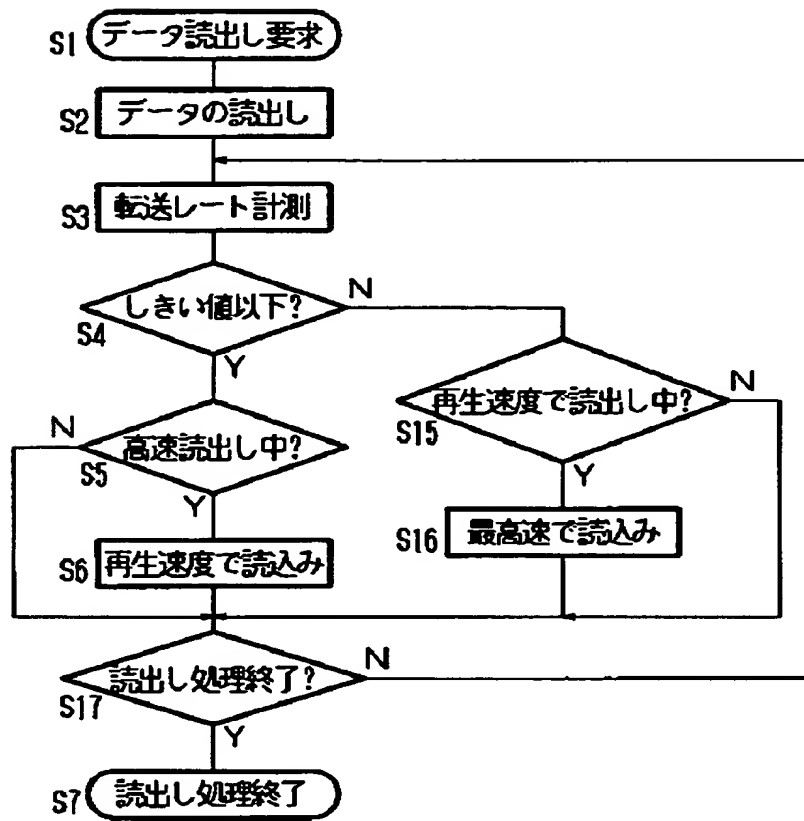 S1 データ読出し要求
S2 データの読出し
S3 転送レート計測
しきい値以下? N
S4
Y
再生速度で読出し中? N
S15
Y
N 高速読出し中?
S5
Y
S16 最高速で読込み
S6 再生速度で読込み
読出し処理終了? N
S17
Y
S7 読出し処理終了